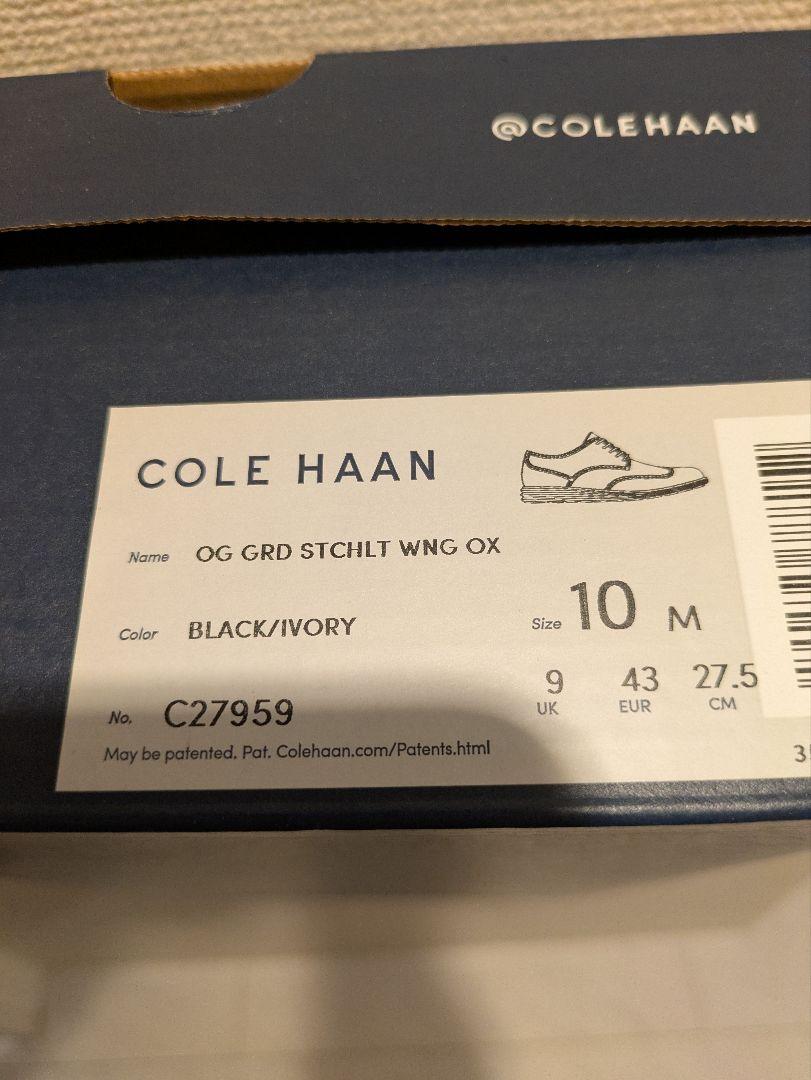 @COLEHAAN
COLE HAAN
Name OG GRD STCHLT WNG OX
Color BLACK/IVORY
Size 10 M
9 43 27.5
UK EUR CM
No. C27959
May be patented. Pat. Colehaan.com/Patents.html